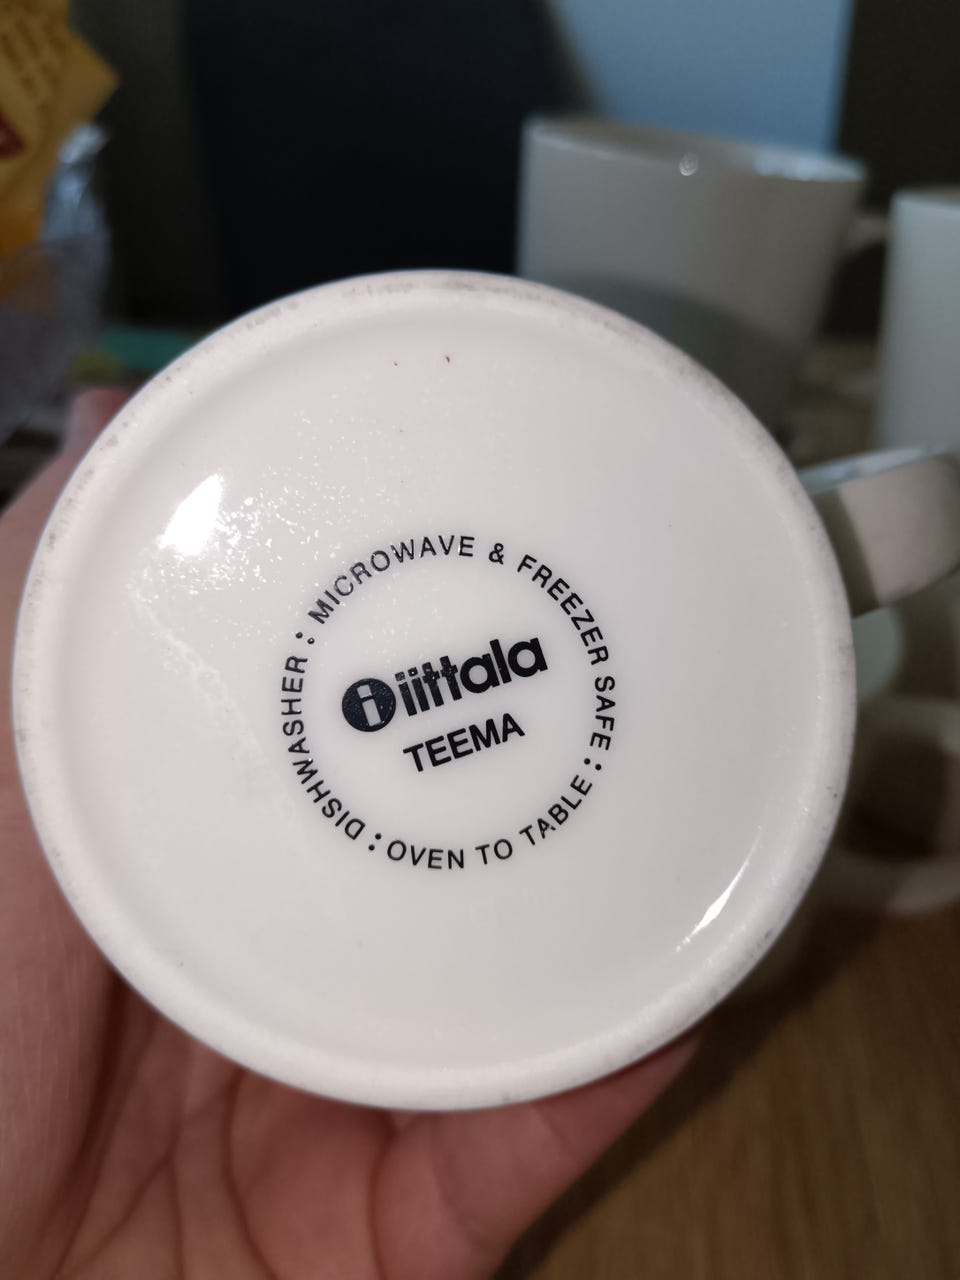 MICROWAVE & FREEZER SAFE : OVEN TO TABLE : DISHWASHER :
i iittala
TEEMA